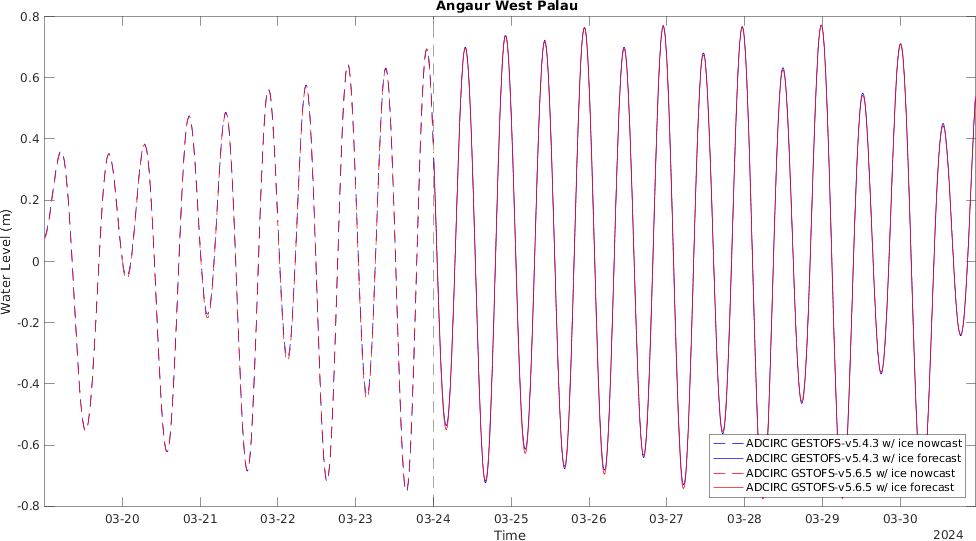 Angaur West Palau
Water Level (m)
0.8
0.6
0.4
0.2
0
-0.2
-0.4
-0.6
-0.8
ADCIRC GESTOFS-v5.4.3 w/ ice nowcast
ADCIRC GESTOFS-v5.4.3 w/ ice forecast
ADCIRC GSTOFS-v5.6.5 w/ ice nowcast
ADCIRC GSTOFS-v5.6.5 w/ ice forecast
03-20 03-21 03-22 03-23 03-24 03-25 03-26 03-27 03-28 03-29 03-30
Time
2024